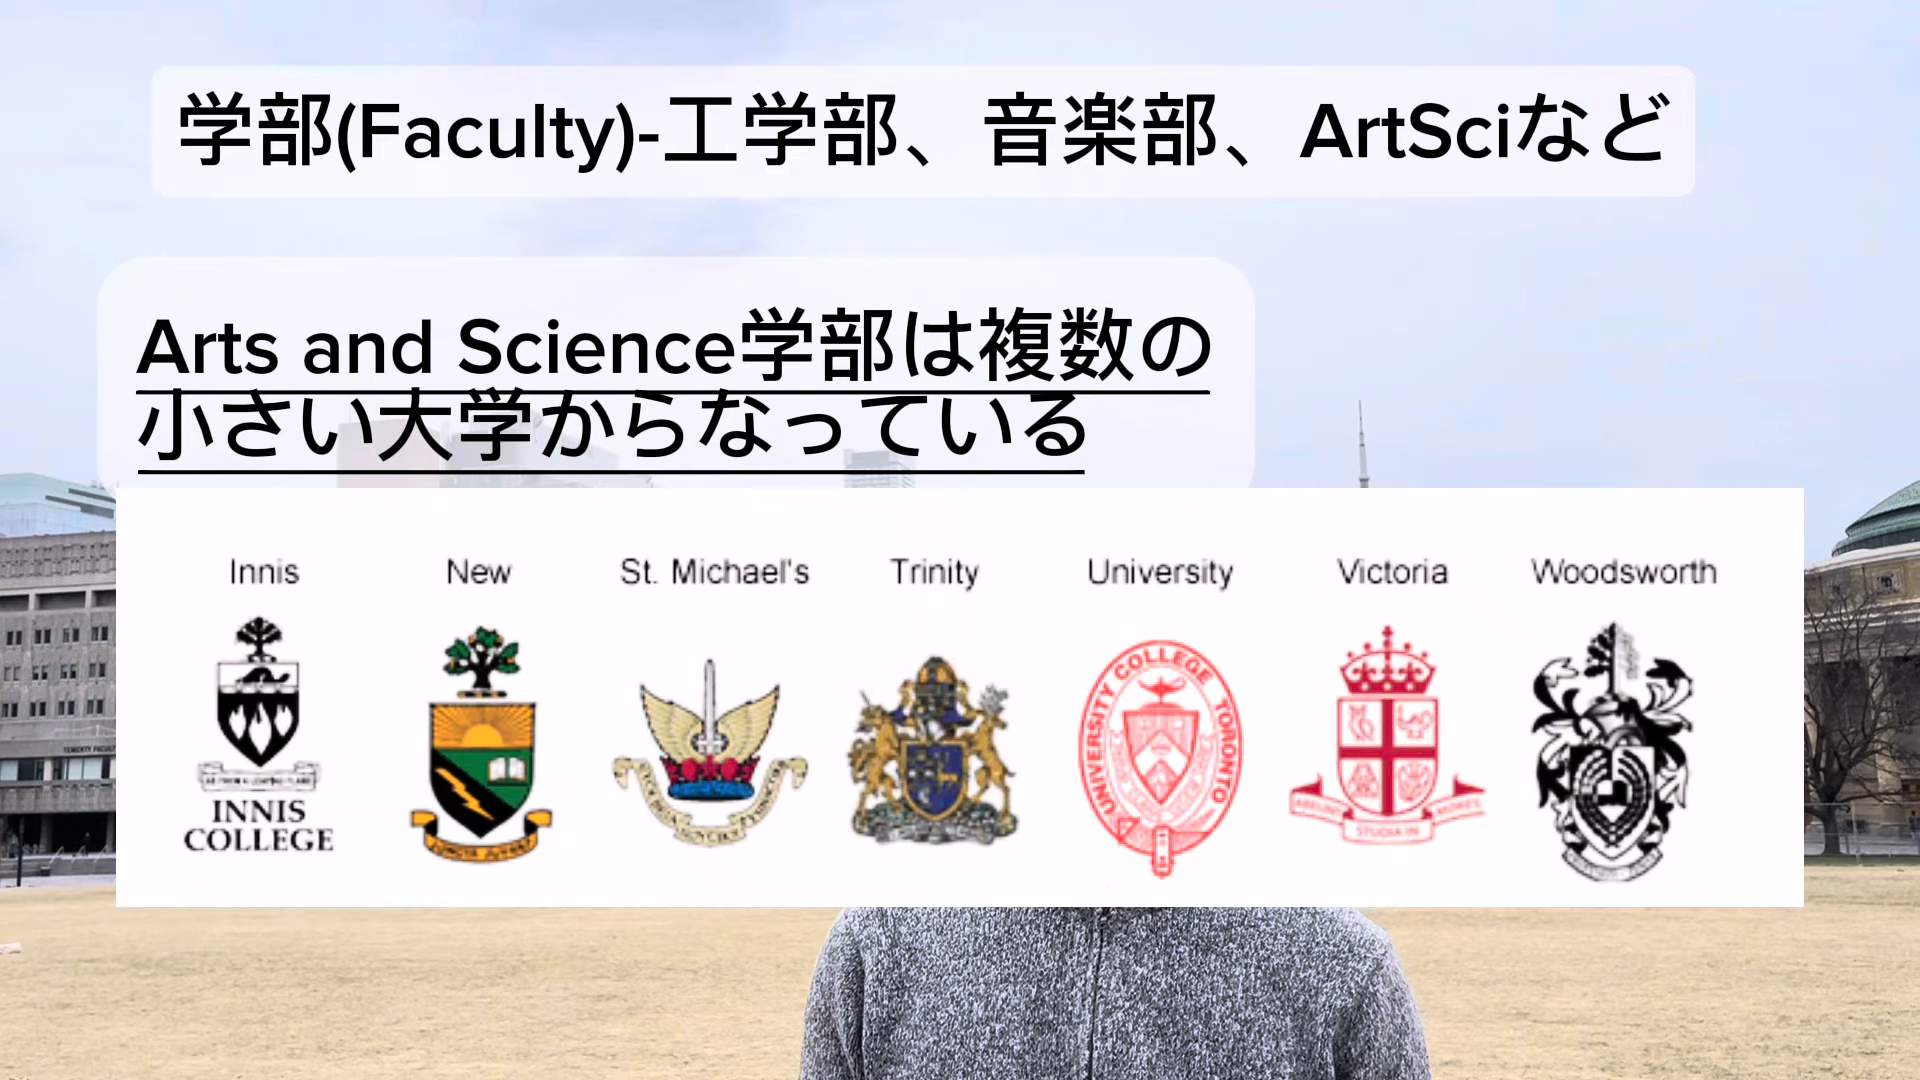 学部(Faculty)-工学部、音楽部、ArtSciなど
Arts and Science学部は複数の
小さい大学からなっている
Innis New St. Michael's Trinity University Victoria Woodsworth
INNIS
COLLEGE
UNIVERSITY COLLEGE TORONTO
STUDIA IN